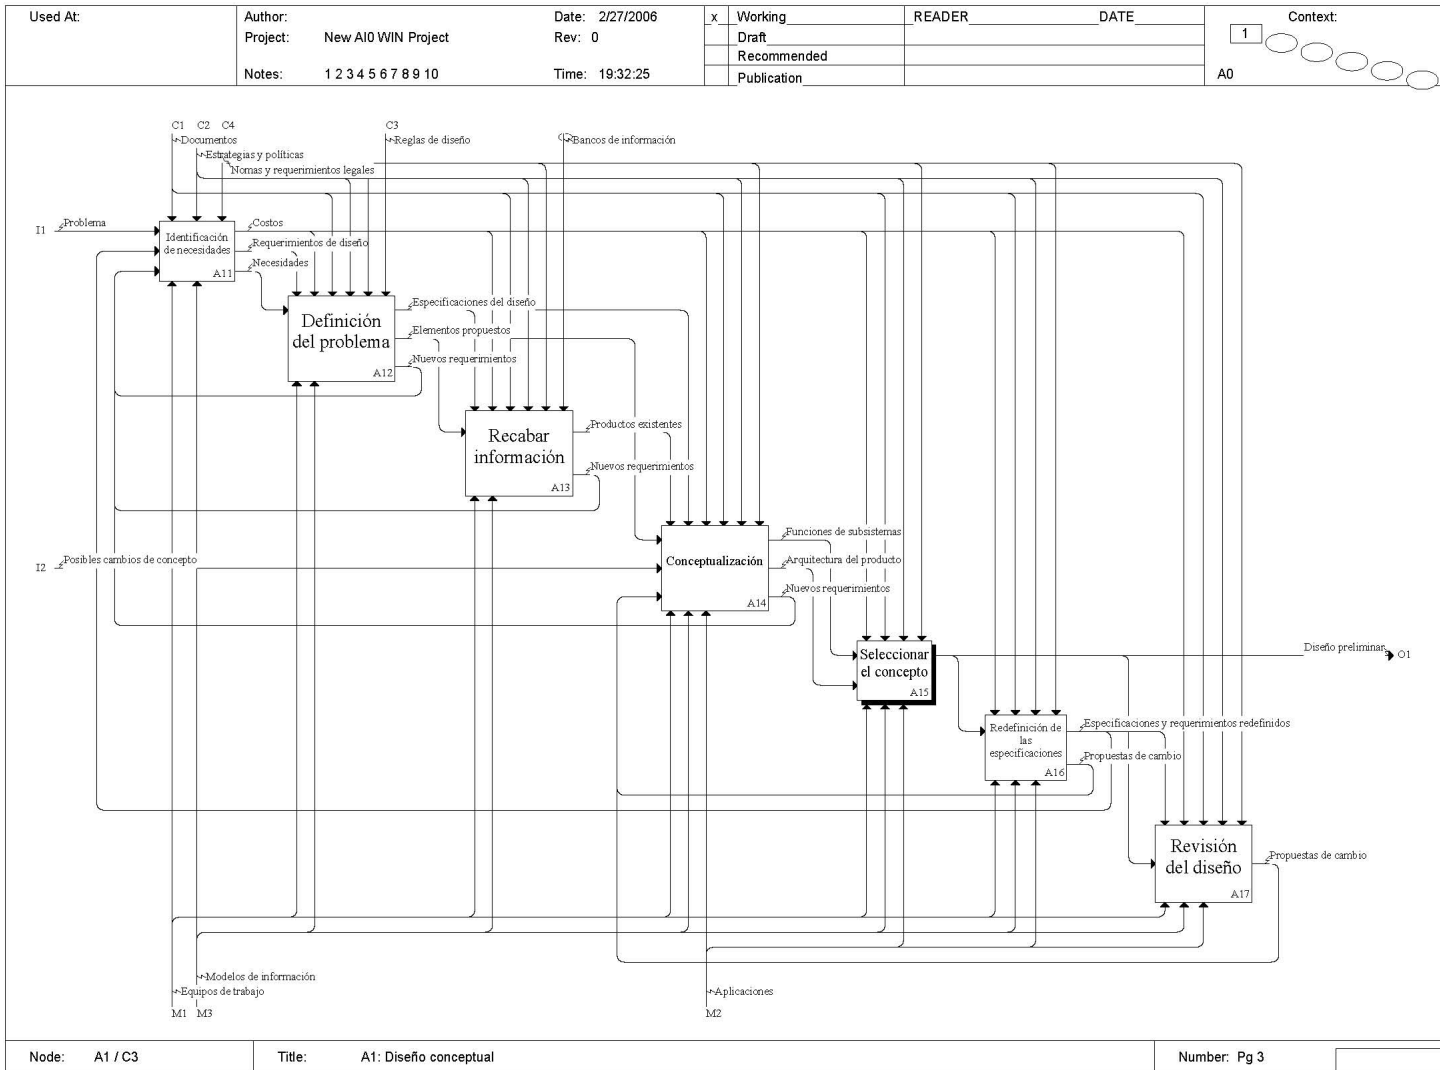 Used At:
Author:
Date: 2/27/2006
x
Working
READER
DATE
Context:
Project: New AI0 WIN Project
Rev: 0
Draft
1
Recommended
Notes: 1 2 3 4 5 6 7 8 9 10
Time: 19:32:25
Publication
A0
C1 C2 C4
C3
Documentos
Reglas de diseño
Bancos de información
Estrategias y políticas
Nomas y requerimientos legales
I1
Problema
Costos
Identificación
de necesidades
A11
Requerimientos de diseño
Necesidades
Definición
del problema
A12
Especificaciones del diseño
Elementos propuestos
Nuevos requerimientos
Recabar
información
A13
Productos existentes
Nuevos requerimientos
I2
Posibles cambios de concepto
Conceptualización
A14
Funciones de subsistemas
Arquitectura del producto
Nuevos requerimientos
Seleccionar
el concepto
A15
Diseño preliminar
O1
Redefinición de
las
especificaciones
A16
Especificaciones y requerimientos redefinidos
Propuestas de cambio
Revisión
del diseño
A17
Propuestas de cambio
Modelos de información
Equipos de trabajo
Aplicaciones
M1 M3
M2
Node: A1 / C3
Title: A1: Diseño conceptual
Number: Pg 3